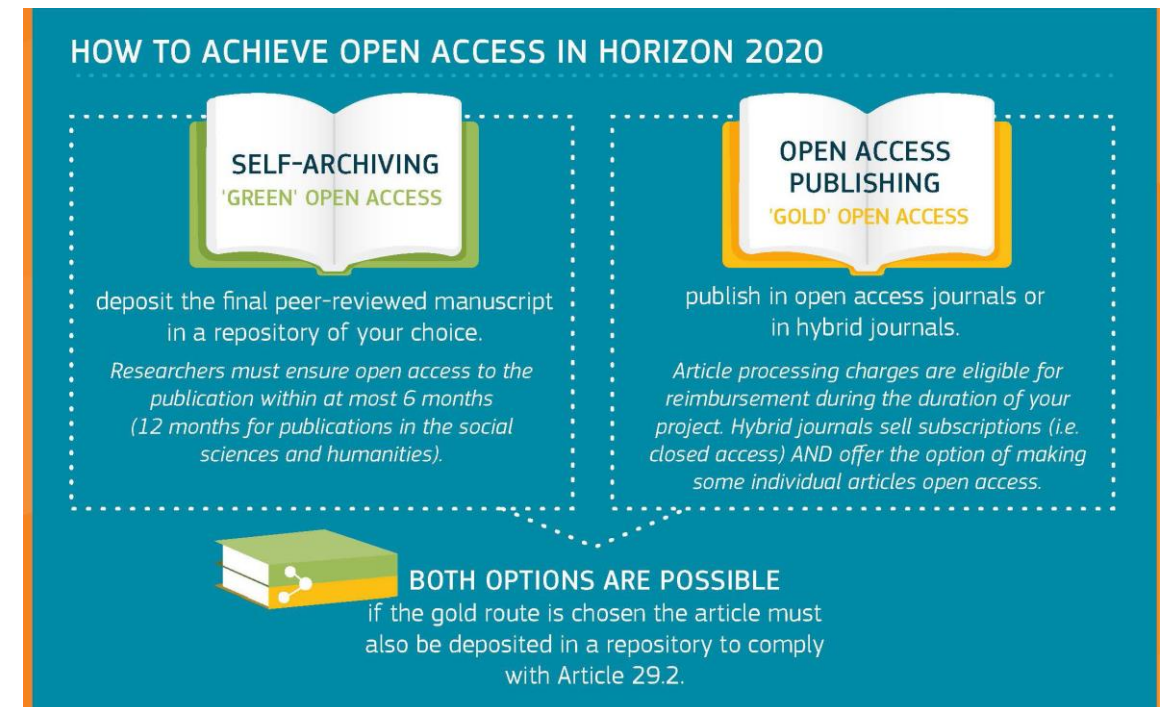 HOW TO ACHIEVE OPEN ACCESS IN HORIZON 2020
SELF-ARCHIVING
'GREEN' OPEN ACCESS
deposit the final peer-reviewed manuscript
in a repository of your choice.
Researchers must ensure open access to the
publication within at most 6 months
(12 months for publications in the social
sciences and humanities).
OPEN ACCESS
PUBLISHING
'GOLD' OPEN ACCESS
publish in open access journals or
in hybrid journals.
Article processing charges are eligible for
reimbursement during the duration of your
project. Hybrid journals sell subscriptions (i.e.
closed access) AND offer the option of making
some individual articles open access.
BOTH OPTIONS ARE POSSIBLE
if the gold route is chosen the article must
also be deposited in a repository to comply
with Article 29.2.